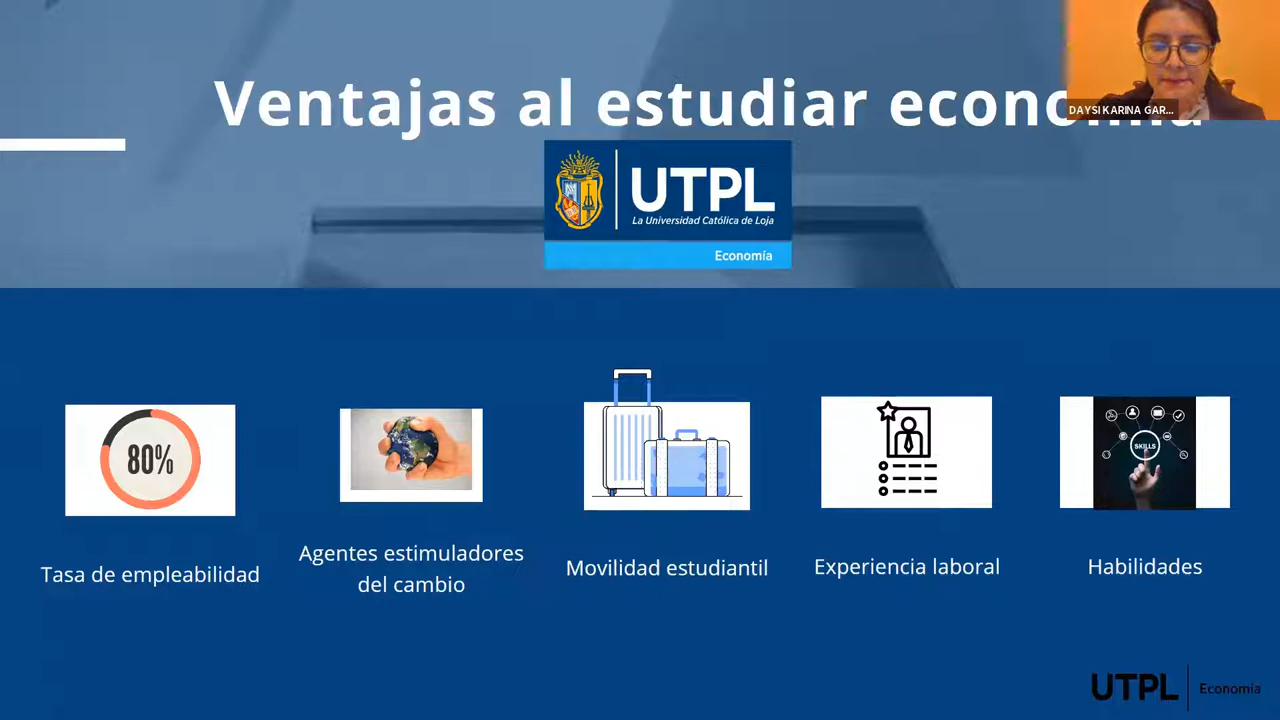 Ventajas al estudiar economía
DAYSI KARINA GAR...
UTPL
La Universidad Católica de Loja
Economía
80%
SKILLS
Tasa de empleabilidad
Agentes estimuladores
del cambio
Movilidad estudiantil
Experiencia laboral
Habilidades
UTPL
Economía